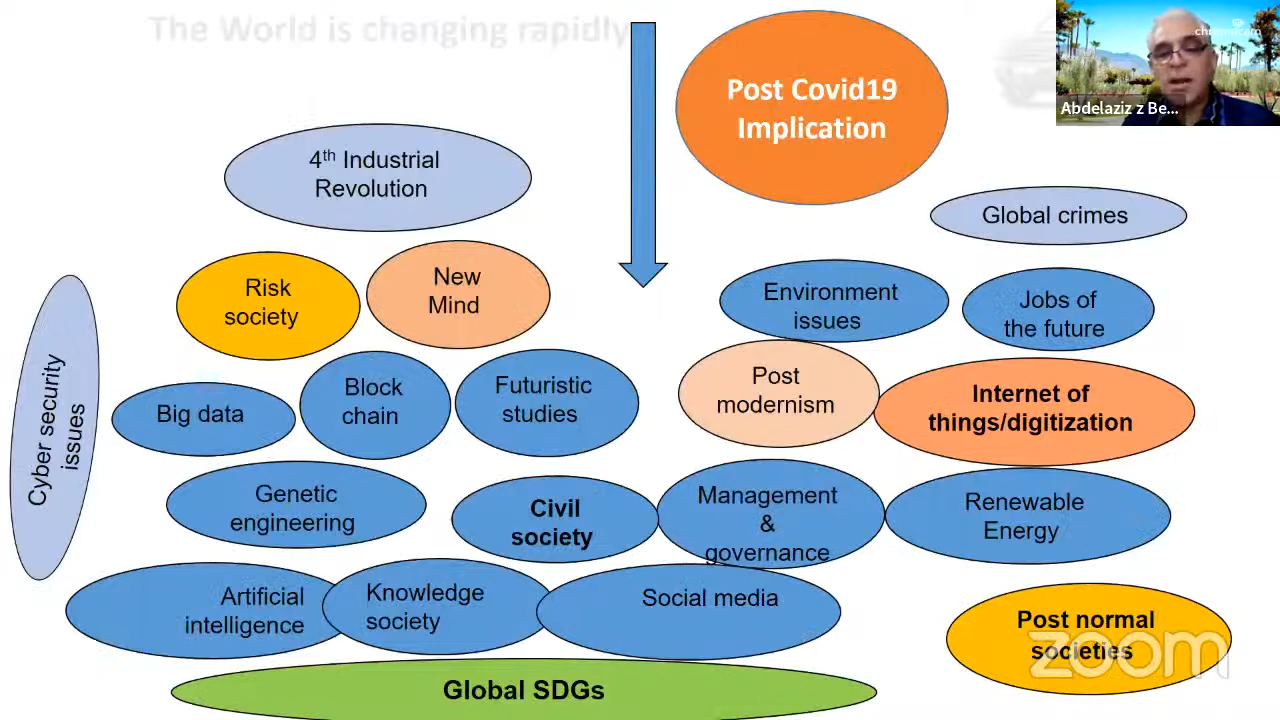 The World is changing rapidly
Post Covid19
Implication
chromacam
Abdelaziz z Be...
4th Industrial
Revolution
Global crimes
Risk
society
New
Mind
Environment
issues
Jobs of
the future
Cyber security
issues
Big data
Block
chain
Futuristic
studies
Post
modernism
Internet of
things/digitization
Genetic
engineering
Civil
society
Management
&
governance
Renewable
Energy
Artificial
intelligence
Knowledge
society
Social media
Post normal
societies
zoom
Global SDGs